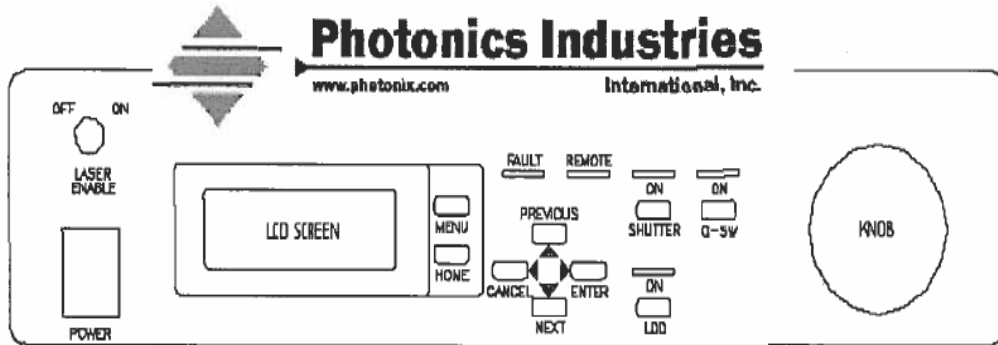 Photonics Industries
www.photonix.com International, Inc.
OFF ON
LASER
ENABLE
POWER
LCD SCREEN
MENU
HOME
FAULT REMOTE
ON ON
SHUTTER Q-SW
PREVIOUS
CANCEL ENTER
NEXT
ON
LDD
KNOB